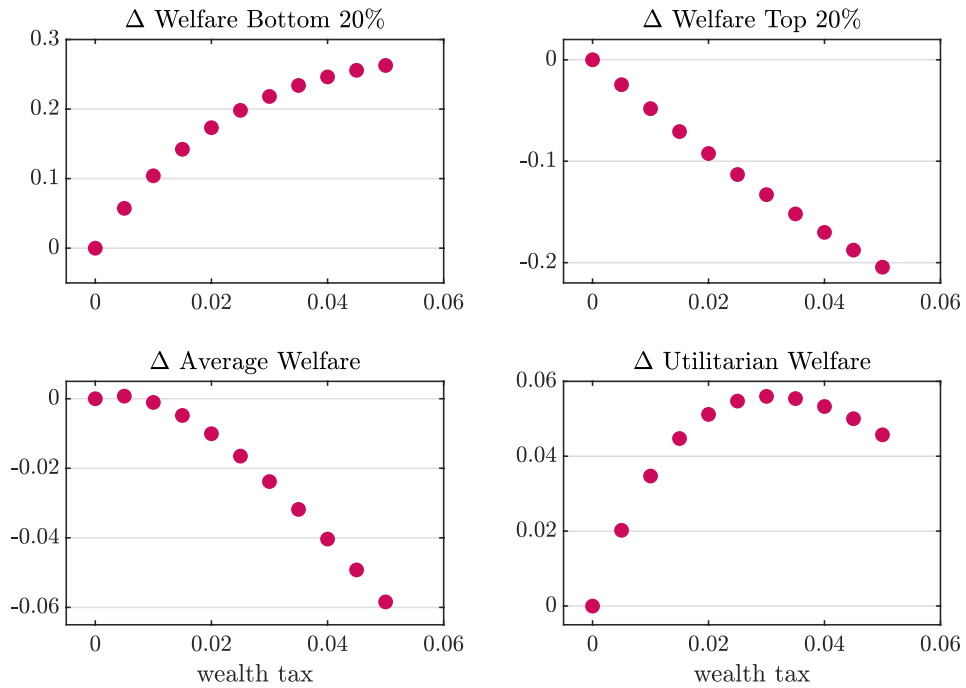 Δ Welfare Bottom 20%
0.3
0.2
0.1
0
0 0.02 0.04 0.06
Δ Welfare Top 20%
0
-0.1
-0.2
0 0.02 0.04 0.06
Δ Average Welfare
0
-0.02
-0.04
-0.06
0 0.02 0.04 0.06
wealth tax
Δ Utilitarian Welfare
0.06
0.04
0.02
0
0 0.02 0.04 0.06
wealth tax